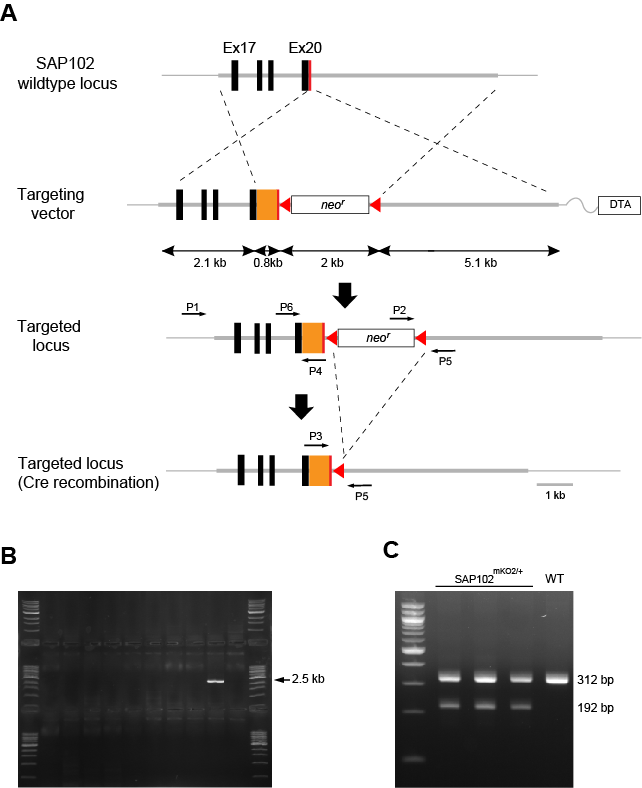 A
Ex17 Ex20
SAP102
wildtype locus
Targeting
vector
neoʳ
DTA
2.1 kb 0.8kb 2 kb 5.1 kb
P1 P6 P2
Targeted
locus
neoʳ
P4 P5
P3
Targeted locus
(Cre recombination)
P5
1 kb
B
C
SAP102mKO2/+ WT
2.5 kb
312 bp
192 bp